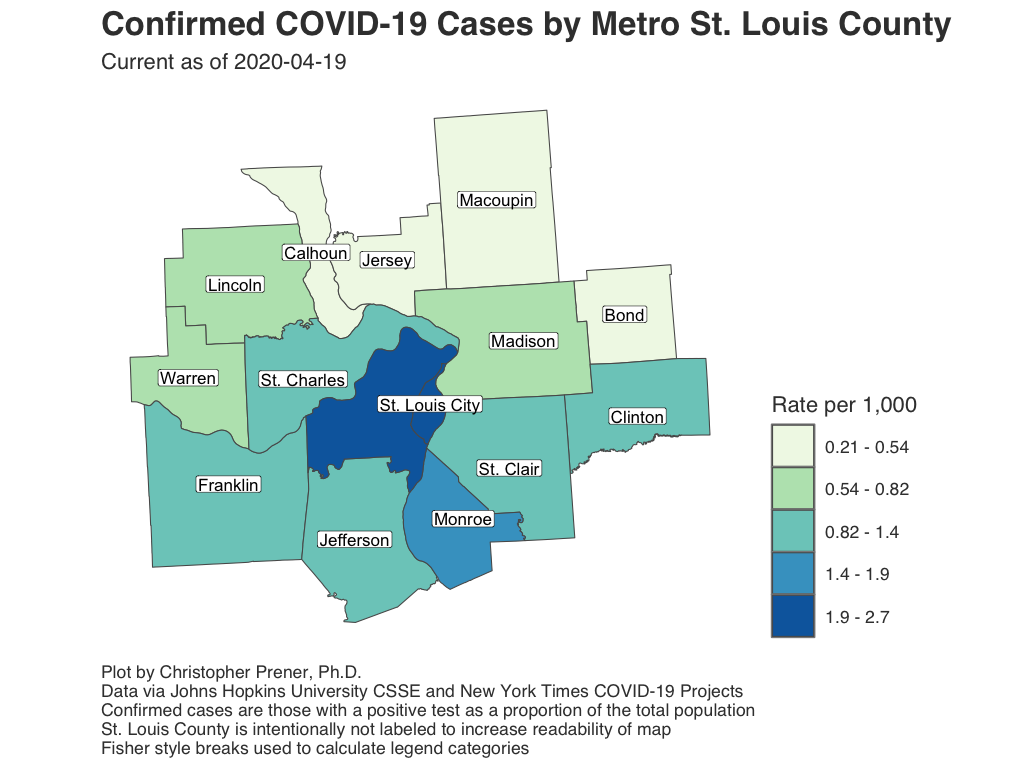 Confirmed COVID-19 Cases by Metro St. Louis County
Current as of 2020-04-19
Macoupin
Calhoun
Jersey
Lincoln
Bond
Madison
Warren
St. Charles
St. Louis City
Clinton
St. Clair
Franklin
Monroe
Jefferson
Rate per 1,000
0.21 - 0.54
0.54 - 0.82
0.82 - 1.4
1.4 - 1.9
1.9 - 2.7
Plot by Christopher Prener, Ph.D.
Data via Johns Hopkins University CSSE and New York Times COVID-19 Projects
Confirmed cases are those with a positive test as a proportion of the total population
St. Louis County is intentionally not labeled to increase readability of map
Fisher style breaks used to calculate legend categories